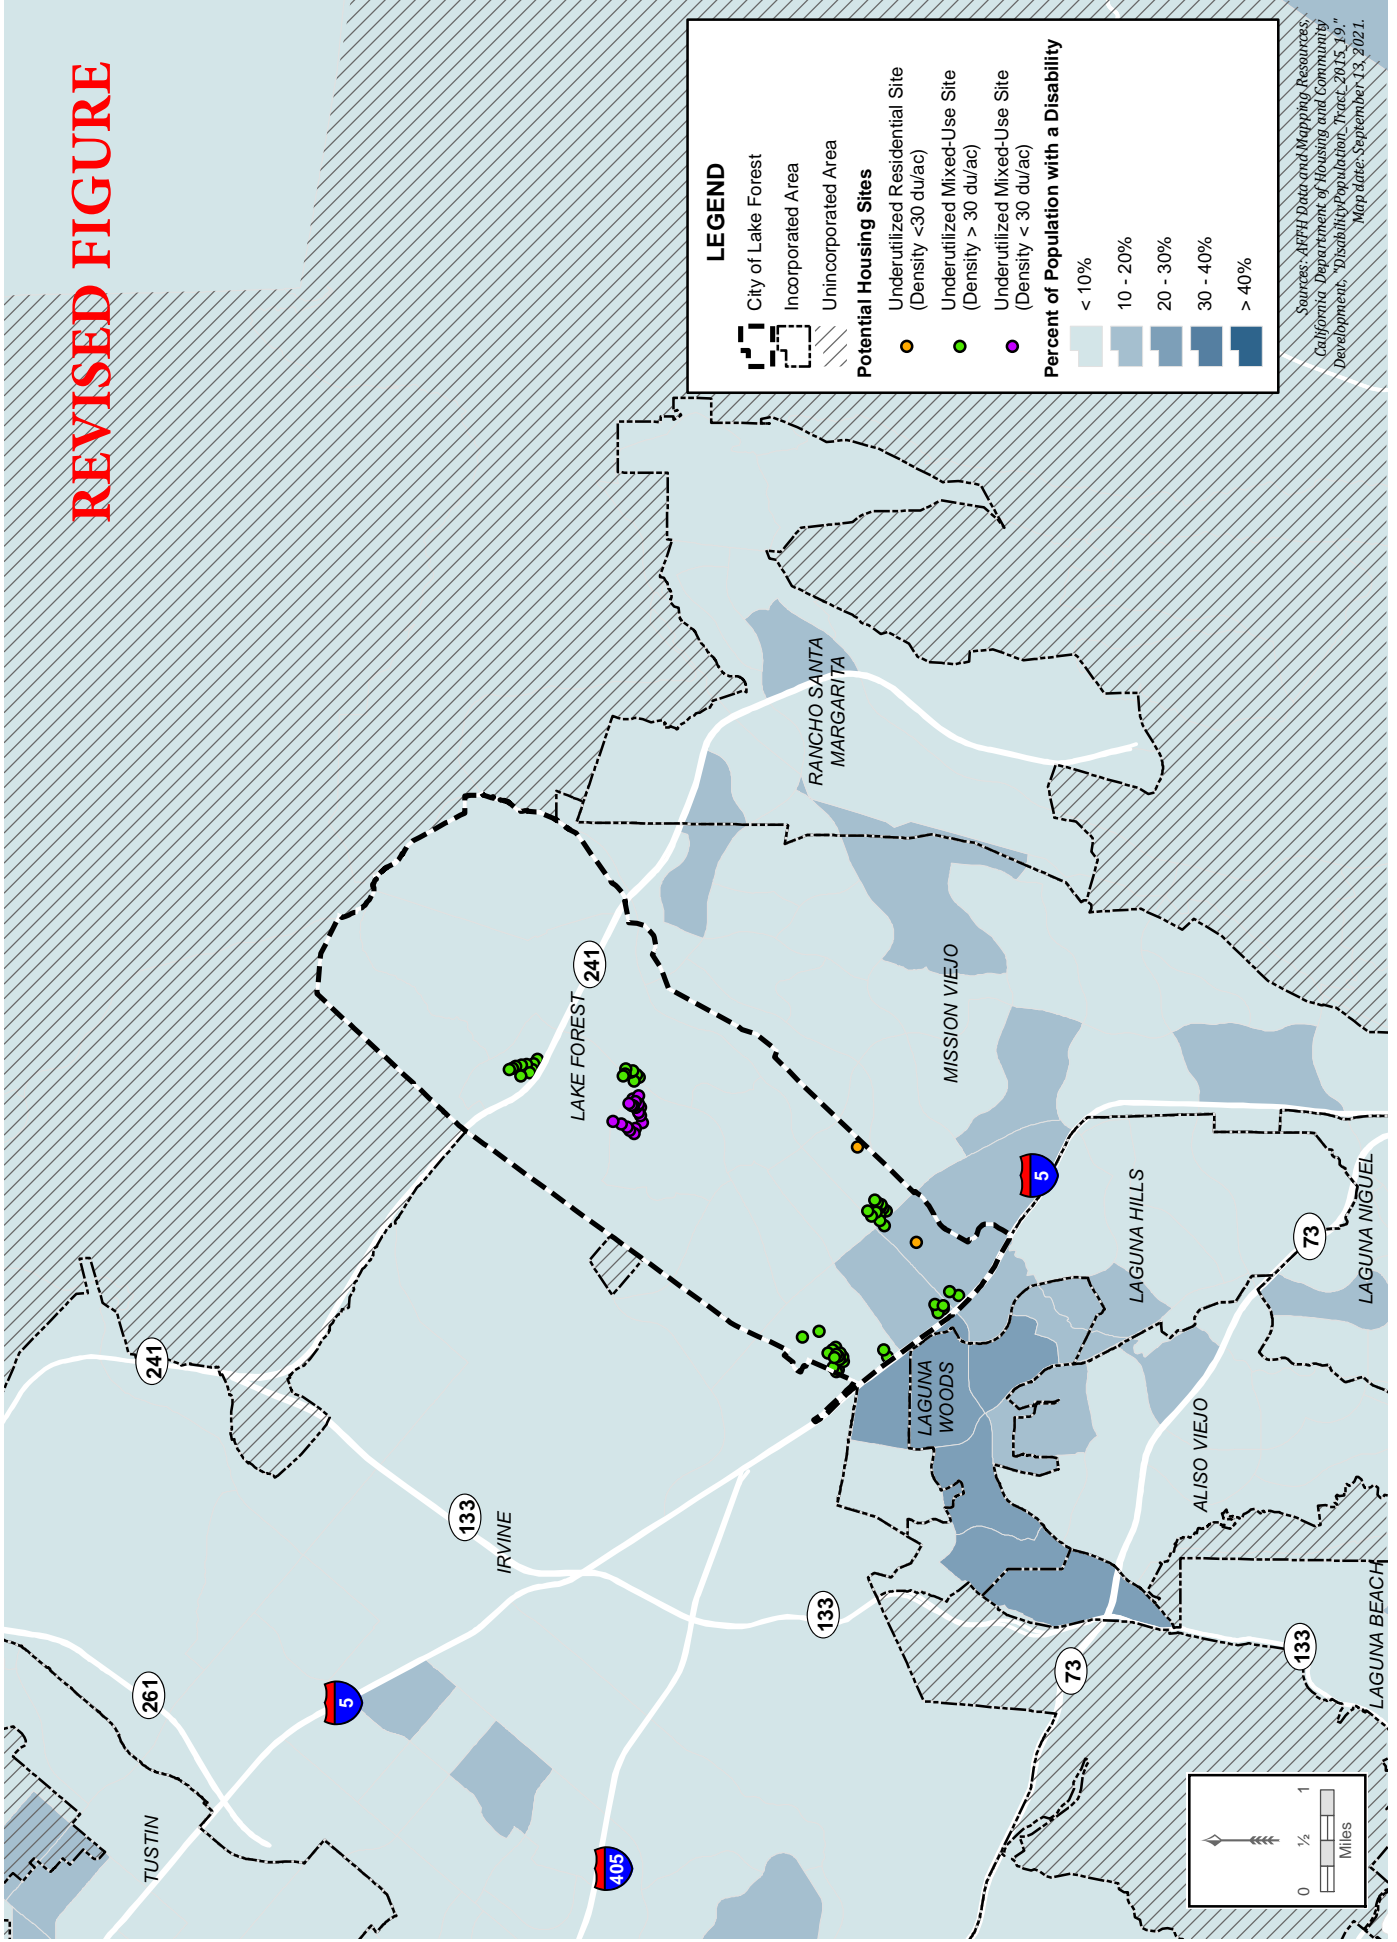 REVISED FIGURE
LEGEND
City of Lake Forest
Incorporated Area
Unincorporated Area
Potential Housing Sites
Underutilized Residential Site
(Density <30 du/ac)
Underutilized Mixed-Use Site
(Density > 30 du/ac)
Underutilized Mixed-Use Site
(Density < 30 du/ac)
Percent of Population with a Disability
< 10%
10 - 20%
20 - 30%
30 - 40%
> 40%
Sources: AFFH Data and Mapping Resources,
California Department of Housing and Community
Development, "DisabilityPopulation_Tract_2015_19."
Map date: September 13, 2021.
TUSTIN
261
5
241
133
IRVINE
405
LAKE FOREST
241
133
RANCHO SANTA
MARGARITA
MISSION VIEJO
LAGUNA
WOODS
5
73
LAGUNA HILLS
ALISO VIEJO
73
133
LAGUNA NIGUEL
LAGUNA BEACH
0
½
1
Miles